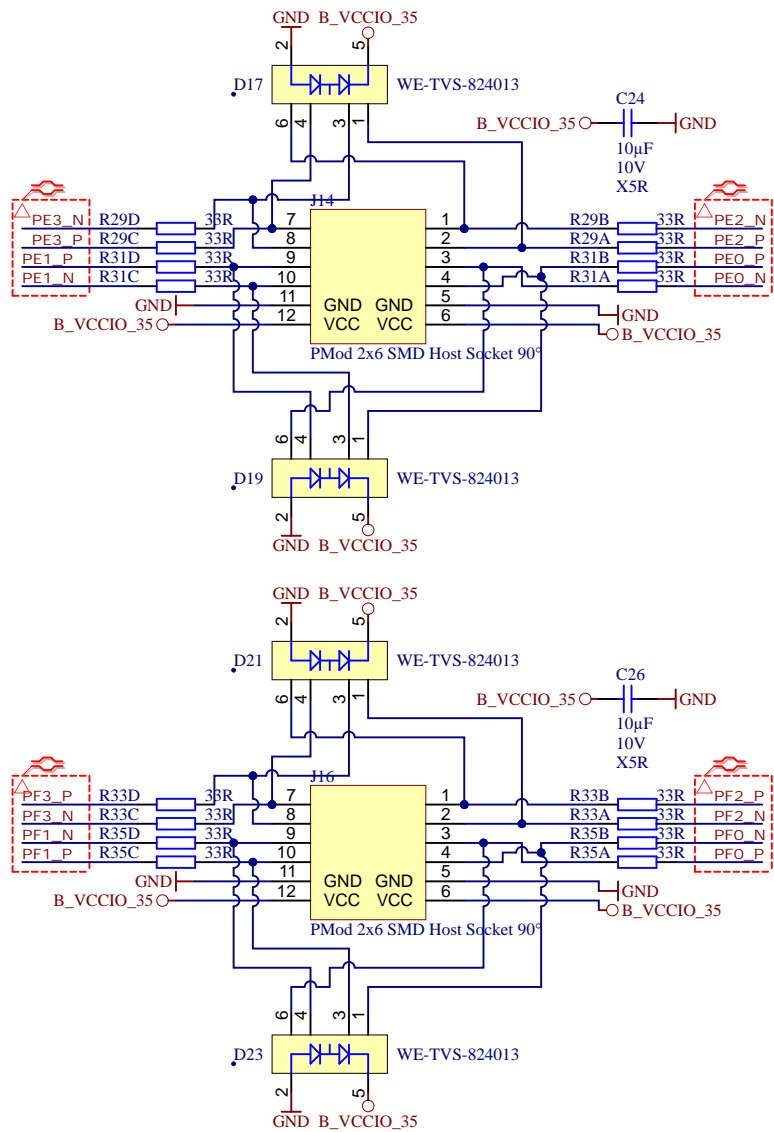 GND B_VCCIO_35
2 5
D17 WE-TVS-824013
6 4 3 1
C24
B_VCCIO_35 GND
10µF
10V
X5R
J14
PE3_N R29D 33R 7 1 R29B 33R PE2_N
PE3_P R29C 33R 8 2 R29A 33R PE2_P
PE1_P R31D 33R 9 3 R31B 33R PE0_P
PE1_N R31C 33R 10 4 R31A 33R PE0_N
GND 11 GND GND 5 GND
B_VCCIO_35 12 VCC VCC 6 B_VCCIO_35
PMod 2x6 SMD Host Socket 90°
6 4 3 1
D19 WE-TVS-824013
2 5
GND B_VCCIO_35
GND B_VCCIO_35
2 5
D21 WE-TVS-824013
6 4 3 1
C26
B_VCCIO_35 GND
10µF
10V
X5R
J16
PF3_P R33D 33R 7 1 R33B 33R PF2_P
PF3_N R33C 33R 8 2 R33A 33R PF2_N
PF1_N R35D 33R 9 3 R35B 33R PF0_N
PF1_P R35C 33R 10 4 R35A 33R PF0_P
GND 11 GND GND 5 GND
B_VCCIO_35 12 VCC VCC 6 B_VCCIO_35
PMod 2x6 SMD Host Socket 90°
6 4 3 1
D23 WE-TVS-824013
2 5
GND B_VCCIO_35